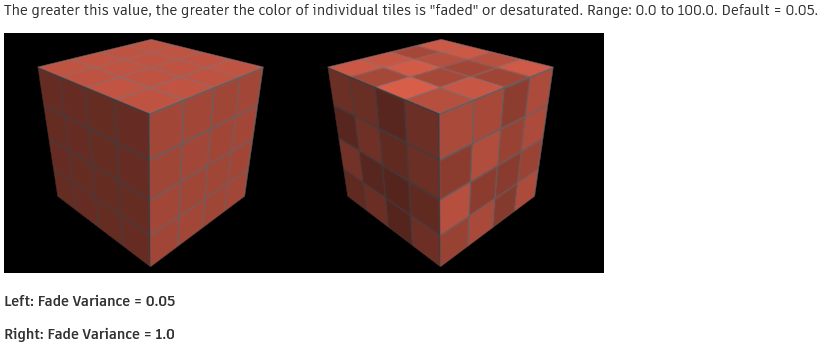 The greater this value, the greater the color of individual tiles is "faded" or desaturated. Range: 0.0 to 100.0. Default = 0.05.
Left: Fade Variance = 0.05
Right: Fade Variance = 1.0